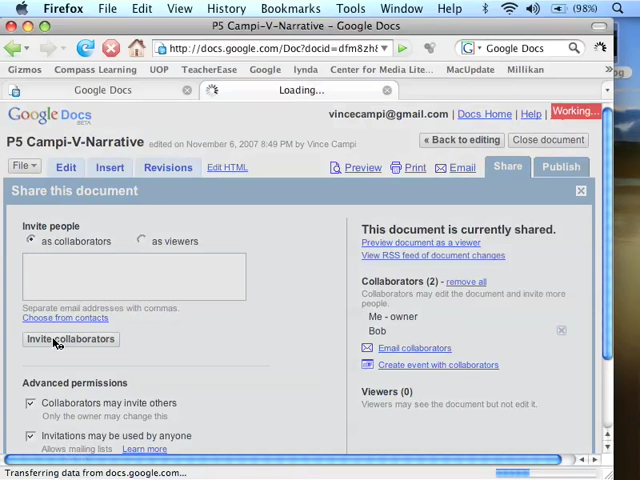 Firefox File Edit View History Bookmarks Tools Window Help (98%)
P5 Campi-V-Narrative - Google Docs
http://docs.google.com/Doc?docid=dfm8zh8 Google Docs
Gizmo Compass Learning UOP TeacherEase Google lynda Center for Media Lite... MacUpdate Millikan
Google Docs Loading...
Google Docs BETA
vincecampi@gmail.com | Docs Home | Help |
Working...
P5 Campi-V-Narrative edited on November 6, 2007 8:49 PM by Vince Campi
« Back to editing Close document
File Edit Insert Revisions Edit HTML Preview Print Email Share Publish
Share this document
Invite people
as collaborators as viewers
Separate email addresses with commas.
Choose from contacts
Invite collaborators
Advanced permissions
Collaborators may invite others
Only the owner may change this
Invitations may be used by anyone
Allows mailing lists Learn more
This document is currently shared.
Preview document as a viewer
View RSS feed of document changes
Collaborators (2) - remove all
Collaborators may edit the document and invite more
people.
Me - owner
Bob
Email collaborators
Create event with collaborators
Viewers (0)
Viewers may see the document but not edit it.
Transferring data from docs.google.com...